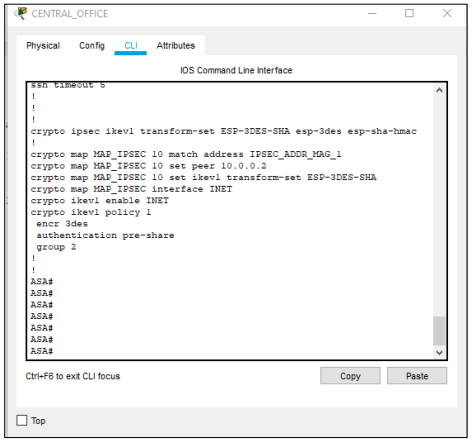 CENTRAL_OFFICE
Physical Config CLI Attributes
IOS Command Line Interface
ssh timeout 5
!
!
!
crypto ipsec ikev1 transform-set ESP-3DES-SHA esp-3des esp-sha-hmac
!
crypto map MAP_IPSEC 10 match address IPSEC_ADDR_MAG_1
crypto map MAP_IPSEC 10 set peer 10.0.0.2
crypto map MAP_IPSEC 10 set ikev1 transform-set ESP-3DES-SHA
crypto map MAP_IPSEC interface INET
crypto ikev1 enable INET
crypto ikev1 policy 1
encr 3des
authentication pre-share
group 2
!
!
ASA#
ASA#
ASA#
ASA#
ASA#
ASA#
ASA#
Ctrl+F6 to exit CLI focus
Copy Paste
Top